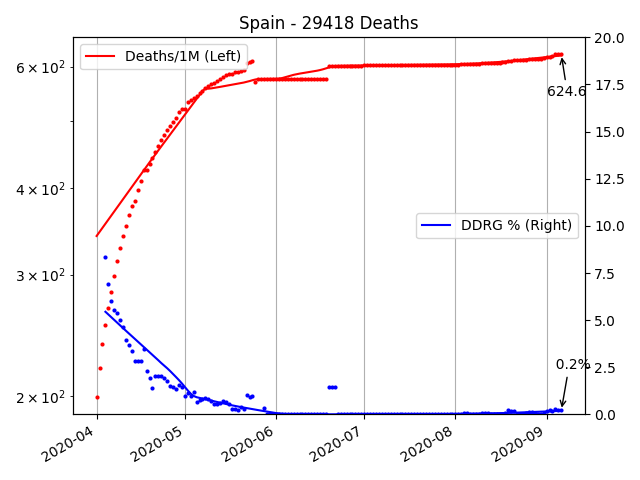 Spain - 29418 Deaths
Deaths/1M (Left)
DDRG % (Right)
624.6
0.2%
6 × 10²
4 × 10²
3 × 10²
2 × 10²
20.0
17.5
15.0
12.5
10.0
7.5
5.0
2.5
0.0
2020-04
2020-05
2020-06
2020-07
2020-08
2020-09